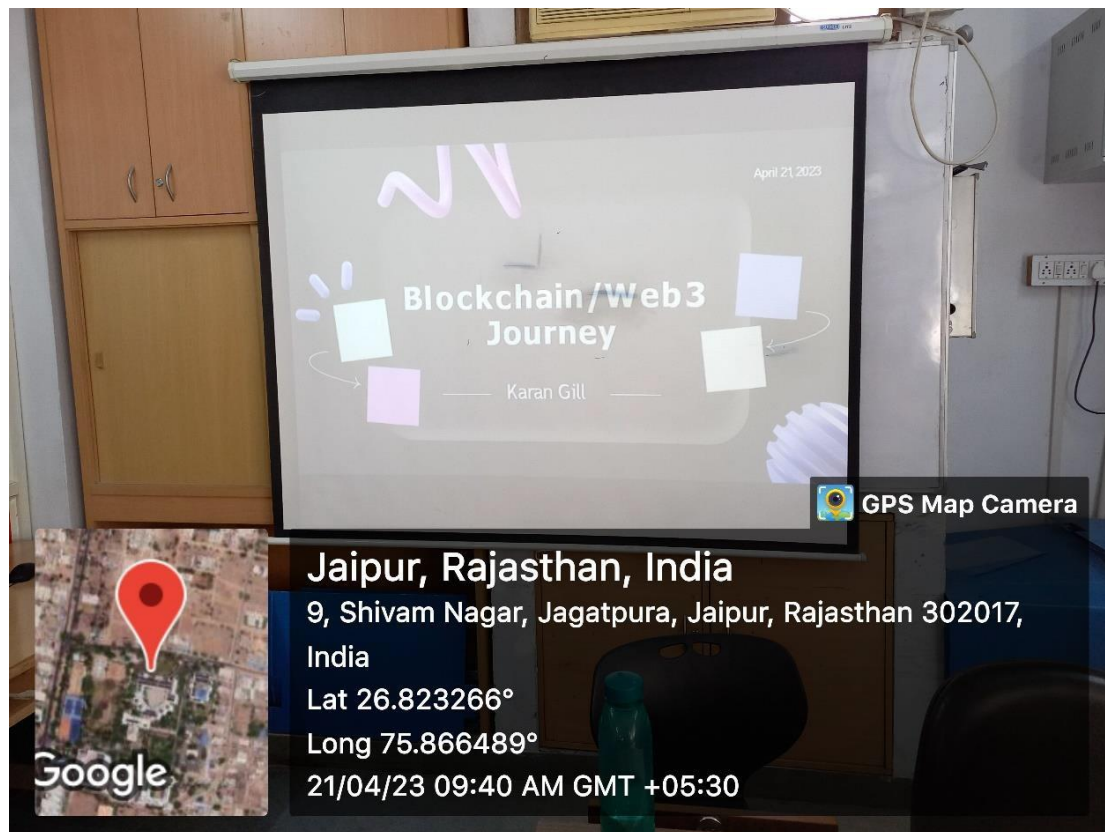 April 21, 2023
Blockchain/Web3
Journey
Karan Gill
GPS Map Camera
Jaipur, Rajasthan, India
9, Shivam Nagar, Jagatpura, Jaipur, Rajasthan 302017,
India
Lat 26.823266°
Long 75.866489°
21/04/23 09:40 AM GMT +05:30
Google